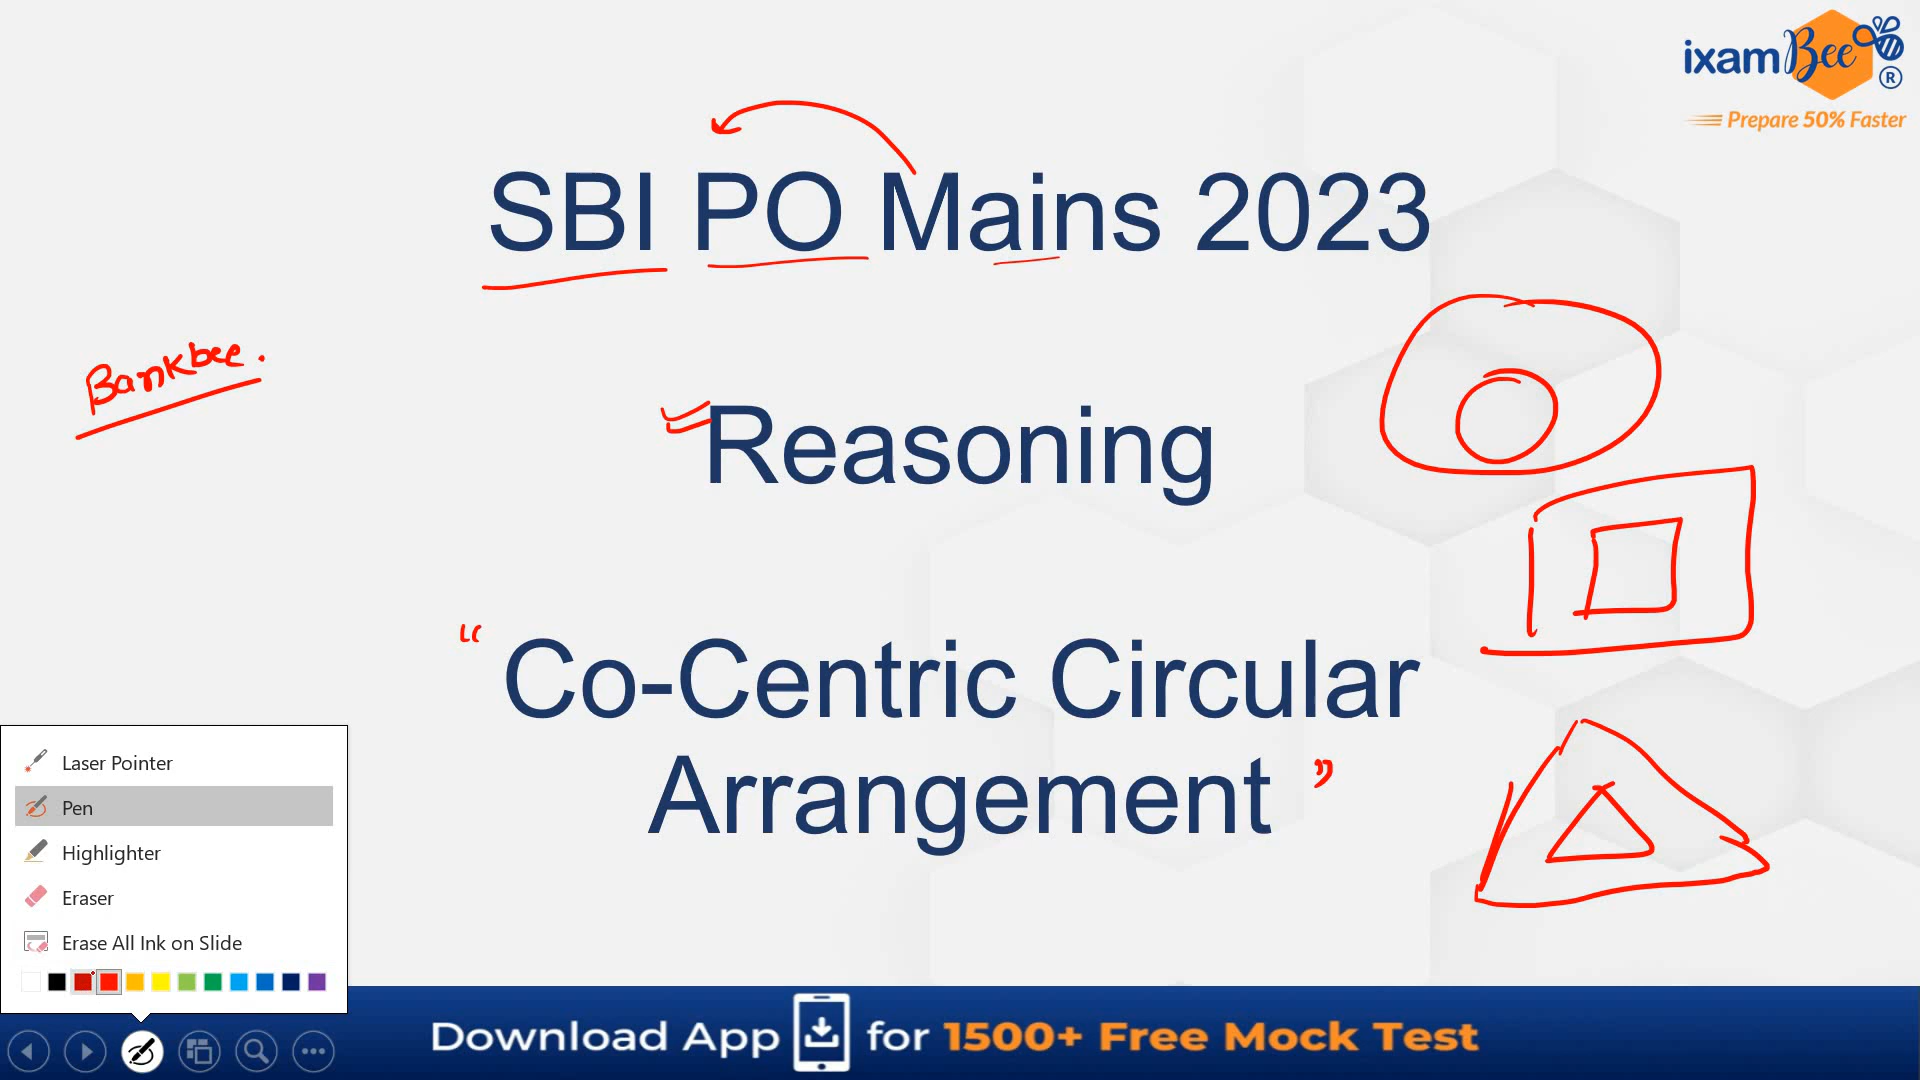 ixamBee®
Prepare 50% Faster
SBI PO Mains 2023
Bankbee.
Reasoning
“ Co-Centric Circular
Arrangement ”
Laser Pointer
Pen
Highlighter
Eraser
Erase All Ink on Slide
Download App for 1500+ Free Mock Test